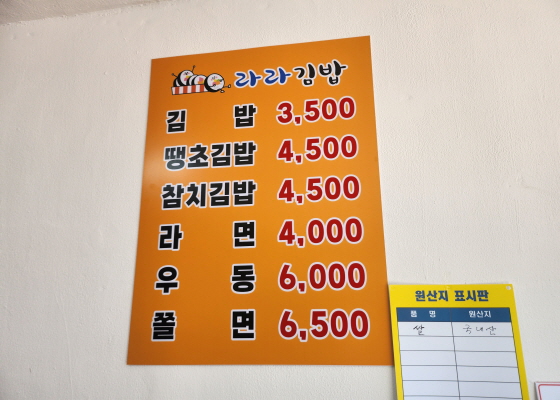 라라김밥
김 밥 3,500
땡초김밥 4,500
참치김밥 4,500
라 면 4,000
우 동 6,000
쫄 면 6,500
원산지 표시판
품 명 원산지
쌀 국내산